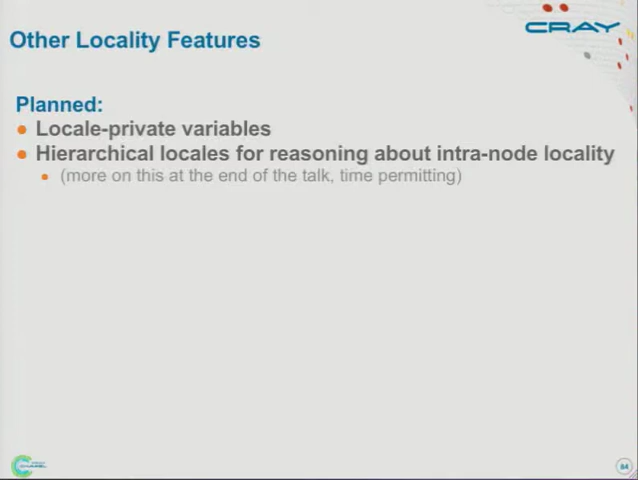 CRAY
Other Locality Features
Planned:
• Locale-private variables
• Hierarchical locales for reasoning about intra-node locality
• (more on this at the end of the talk, time permitting)
84